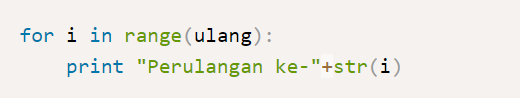 for i in range(ulang):
    print "Perulangan ke-"+str(i)